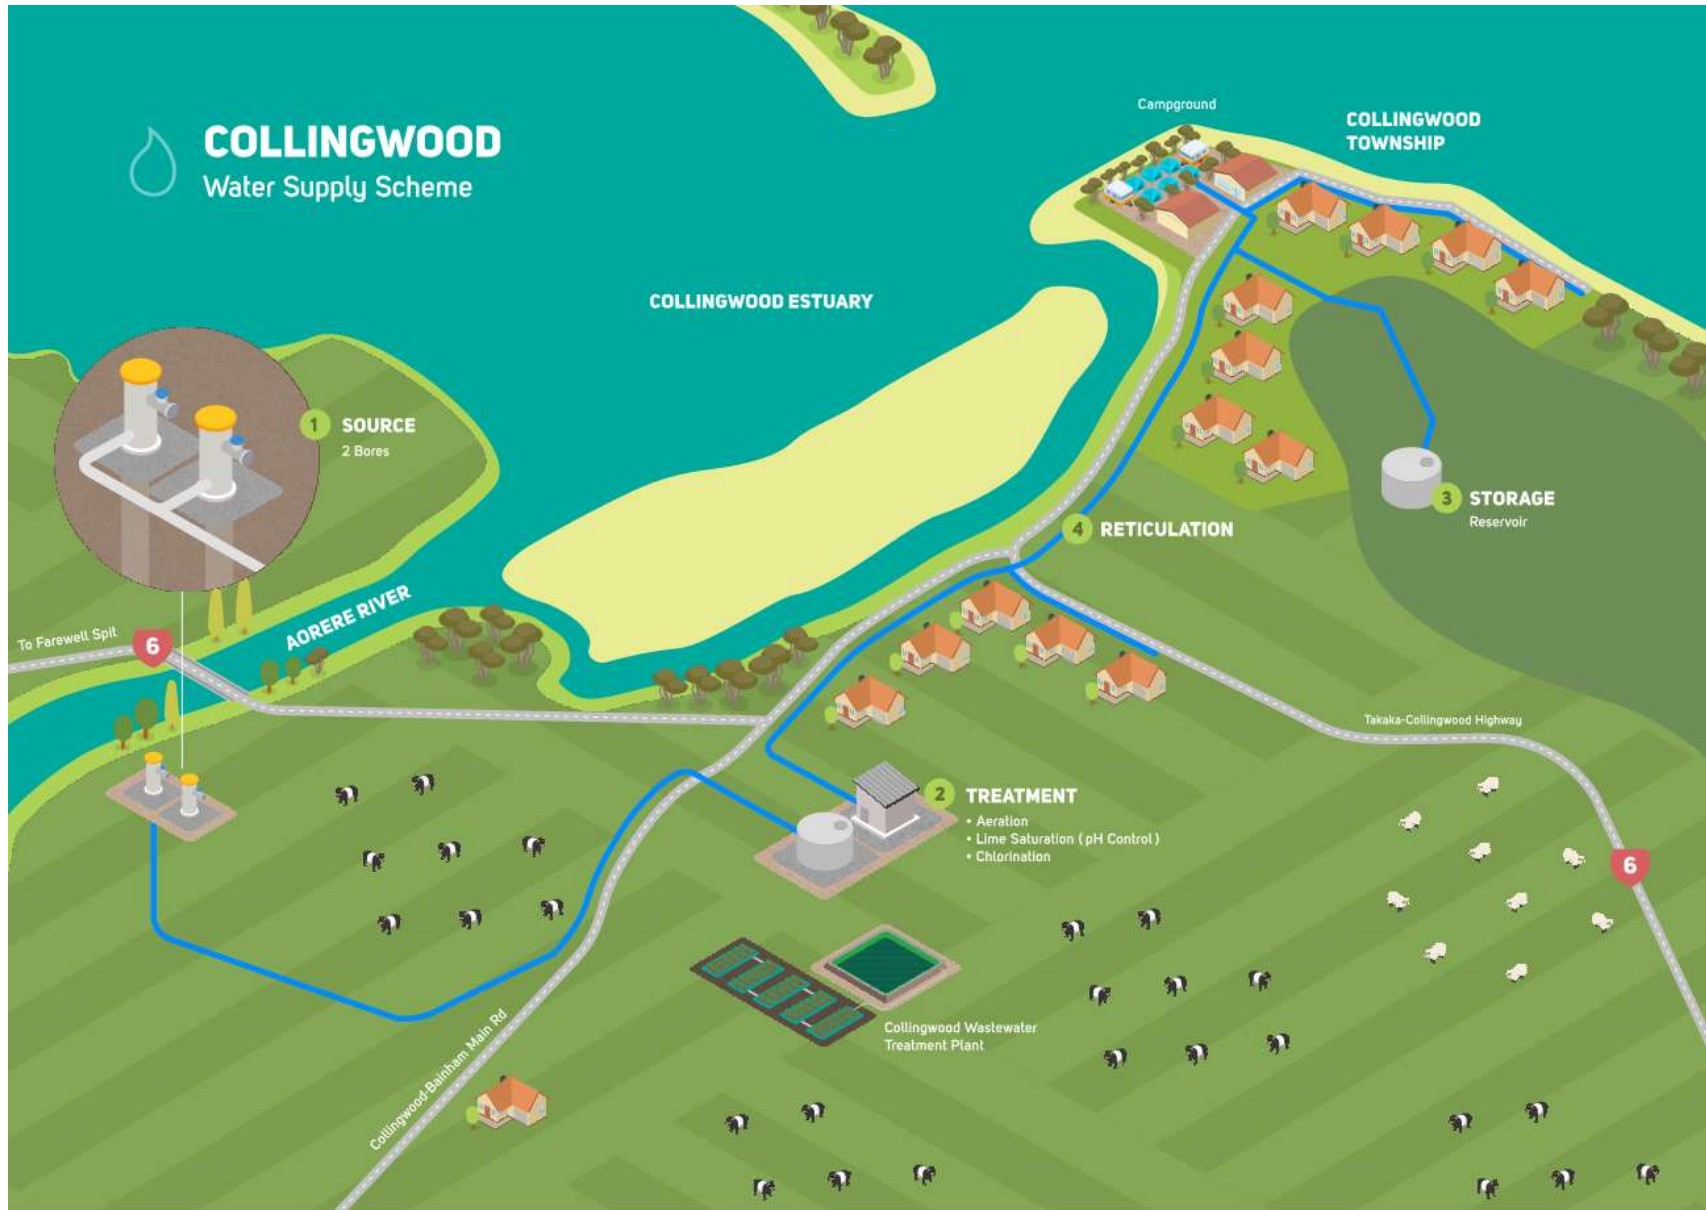 COLLINGWOOD
Water Supply Scheme
Campground
COLLINGWOOD
TOWNSHIP
COLLINGWOOD ESTUARY
1
SOURCE
2 Bores
3
STORAGE
Reservoir
4
RETICULATION
AORERE RIVER
To Farewell Spit
6
Takaka-Collingwood Highway
2
TREATMENT
• Aeration
• Lime Saturation ( pH Control )
• Chlorination
6
Collingwood Wastewater
Treatment Plant
Collingwood-Bainham Main Rd